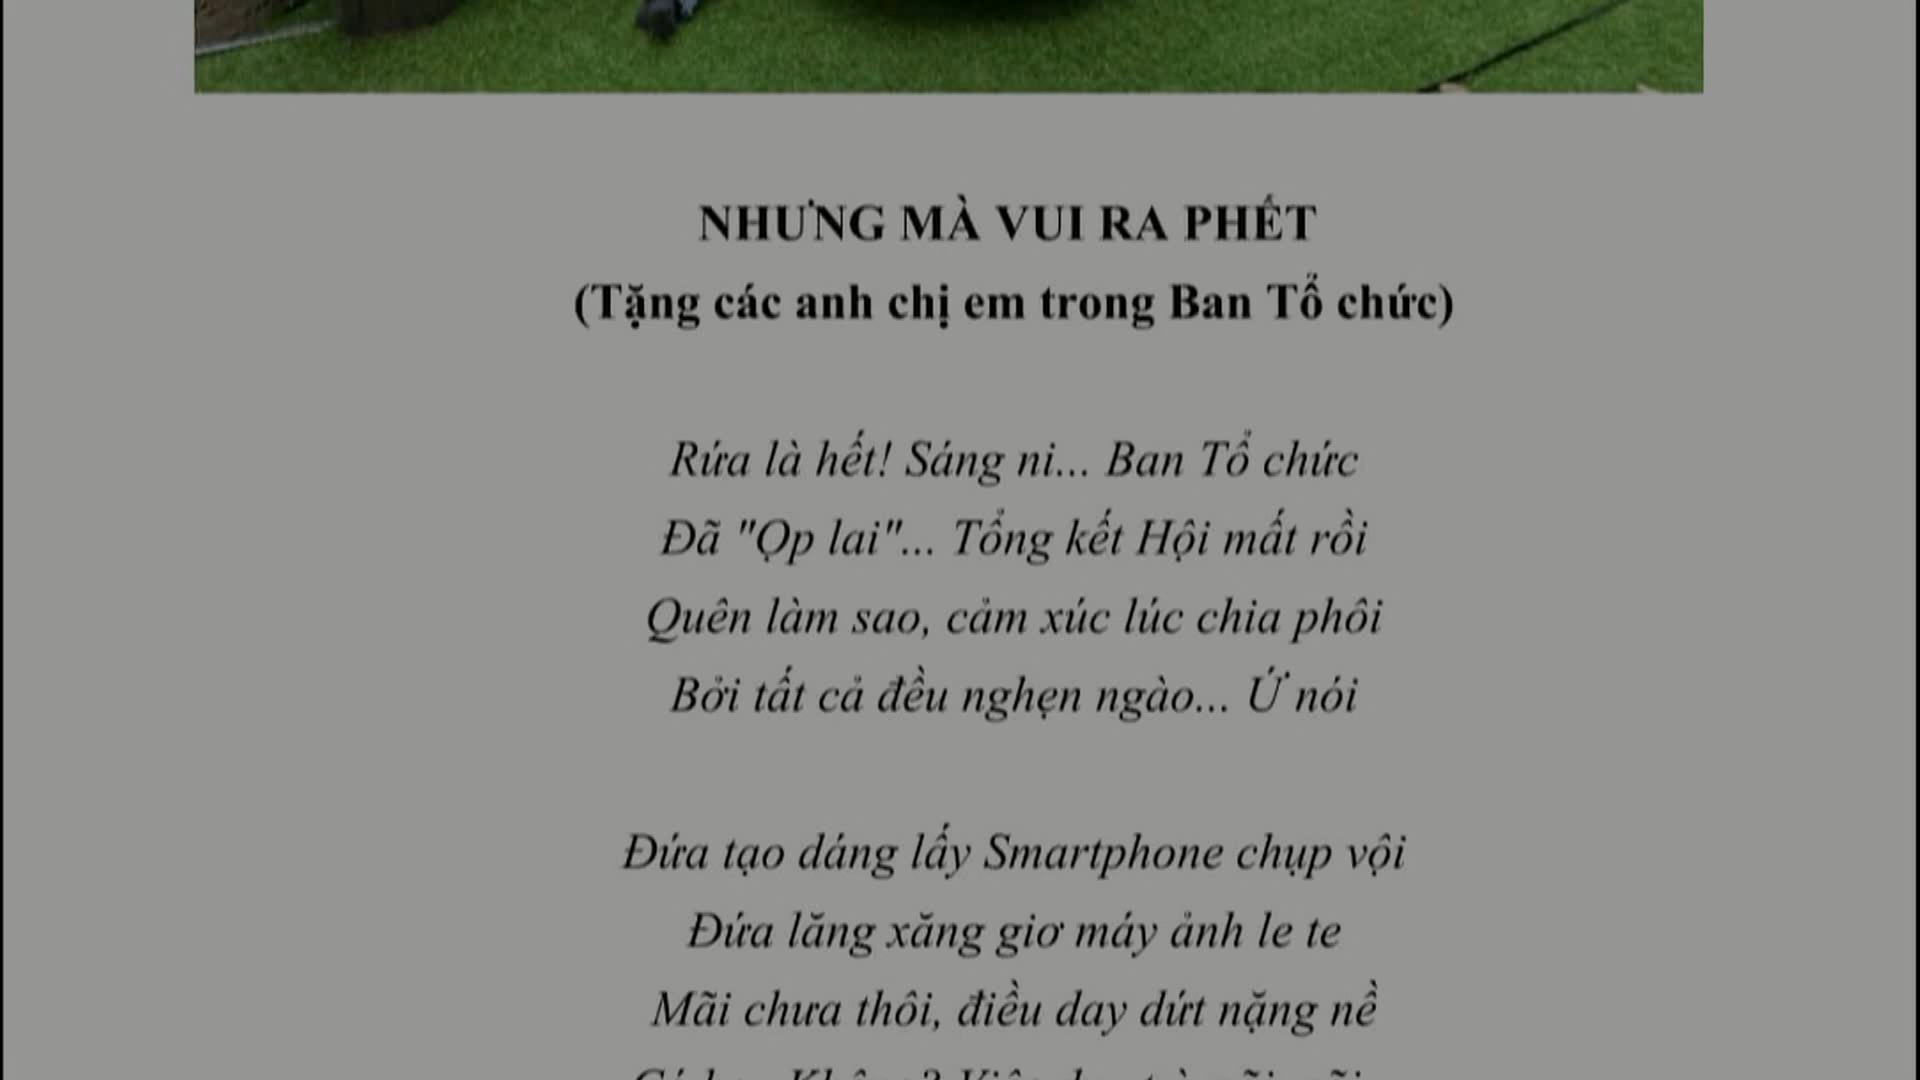 NHƯNG MÀ VUI RA PHẾT
(Tặng các anh chị em trong Ban Tổ chức)
Rứa là hết! Sáng ni... Ban Tổ chức
Đã "Ọp lai"... Tổng kết Hội mất rồi
Quên làm sao, cảm xúc lúc chia phôi
Bởi tất cả đều nghẹn ngào... Ứ nói
Đứa tạo dáng lấy Smartphone chụp vội
Đứa lăng xăng giơ máy ảnh le te
Mãi chưa thôi, điều day dứt nặng nề